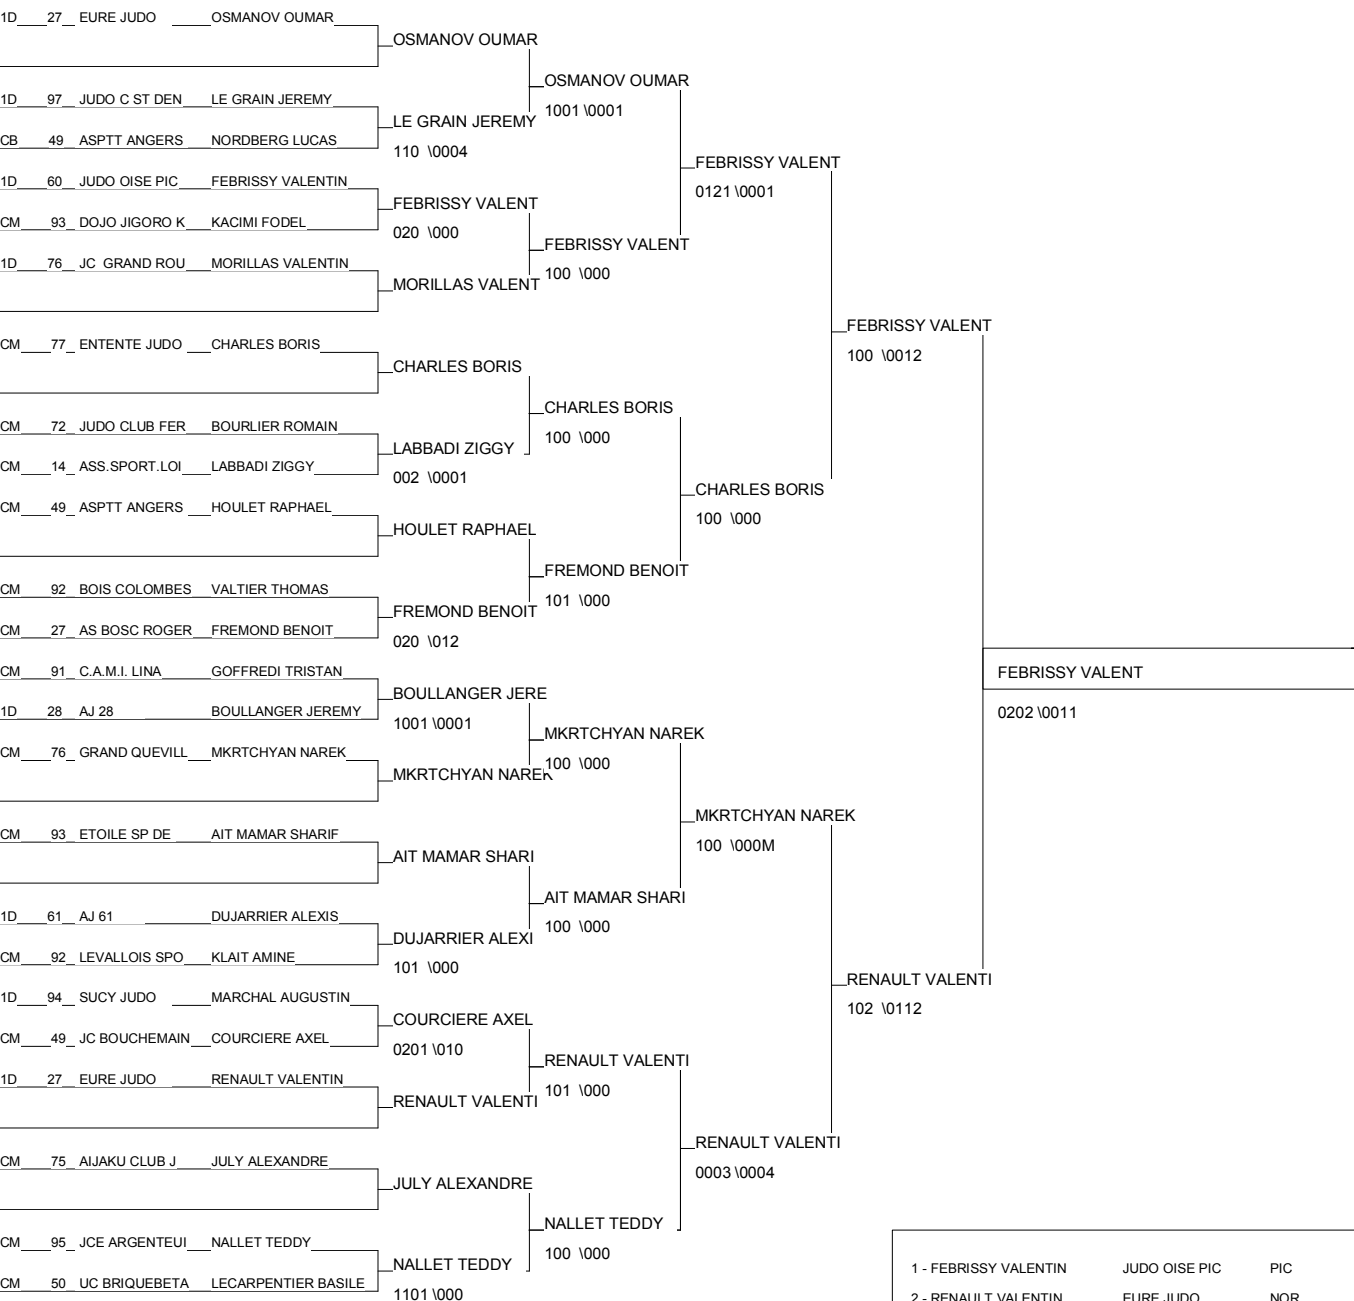 1D 27 EURE JUDO OSMANOV OUMAR
OSMANOV OUMAR
OSMANOV OUMAR
1001 \0001
1D 97 JUDO C ST DEN LE GRAIN JEREMY
LE GRAIN JEREMY
110 \0004
CB 49 ASPTT ANGERS NORDBERG LUCAS
FEBRISSY VALENT
0121 \0001
1D 60 JUDO OISE PIC FEBRISSY VALENTIN
FEBRISSY VALENT
020 \000
CM 93 DOJO JIGORO K KACIMI FODEL
FEBRISSY VALENT
100 \000
1D 76 JC GRAND ROU MORILLAS VALENTIN
MORILLAS VALENT
FEBRISSY VALENT
100 \0012
CM 77 ENTENTE JUDO CHARLES BORIS
CHARLES BORIS
CHARLES BORIS
100 \000
CM 72 JUDO CLUB FER BOURLIER ROMAIN
LABBADI ZIGGY
002 \0001
CM 14 ASS.SPORT.LOI LABBADI ZIGGY
CHARLES BORIS
100 \000
CM 49 ASPTT ANGERS HOULET RAPHAEL
HOULET RAPHAEL
FREMOND BENOIT
101 \000
CM 92 BOIS COLOMBES VALTIER THOMAS
FREMOND BENOIT
020 \012
CM 27 AS BOSC ROGER FREMOND BENOIT
FEBRISSY VALENT
0202 \0011
CM 91 C.A.M.I. LINA GOFFREDI TRISTAN
BOULLANGER JERE
1001 \0001
1D 28 AJ 28 BOULLANGER JEREMY
MKRTCHYAN NAREK
100 \000
CM 76 GRAND QUEVILL MKRTCHYAN NAREK
MKRTCHYAN NAREK
MKRTCHYAN NAREK
100 \000M
CM 93 ETOILE SP DE AIT MAMAR SHARIF
AIT MAMAR SHARI
AIT MAMAR SHARI
100 \000
1D 61 AJ 61 DUJARRIER ALEXIS
DUJARRIER ALEXI
101 \000
CM 92 LEVALLOIS SPO KLAIT AMINE
RENAULT VALENTI
102 \0112
1D 94 SUCY JUDO MARCHAL AUGUSTIN
COURCIERE AXEL
0201 \010
CM 49 JC BOUCHEMAIN COURCIERE AXEL
RENAULT VALENTI
101 \000
1D 27 EURE JUDO RENAULT VALENTIN
RENAULT VALENTI
RENAULT VALENTI
0003 \0004
CM 75 AIJAKU CLUB J JULY ALEXANDRE
JULY ALEXANDRE
NALLET TEDDY
100 \000
CM 95 JCE ARGENTEUI NALLET TEDDY
NALLET TEDDY
1101 \000
CM 50 UC BRIQUEBETA LECARPENTIER BASILE
1 - FEBRISSY VALENTIN JUDO OISE PIC PIC
2 - RENAULT VALENTIN EURE JUDO NOR